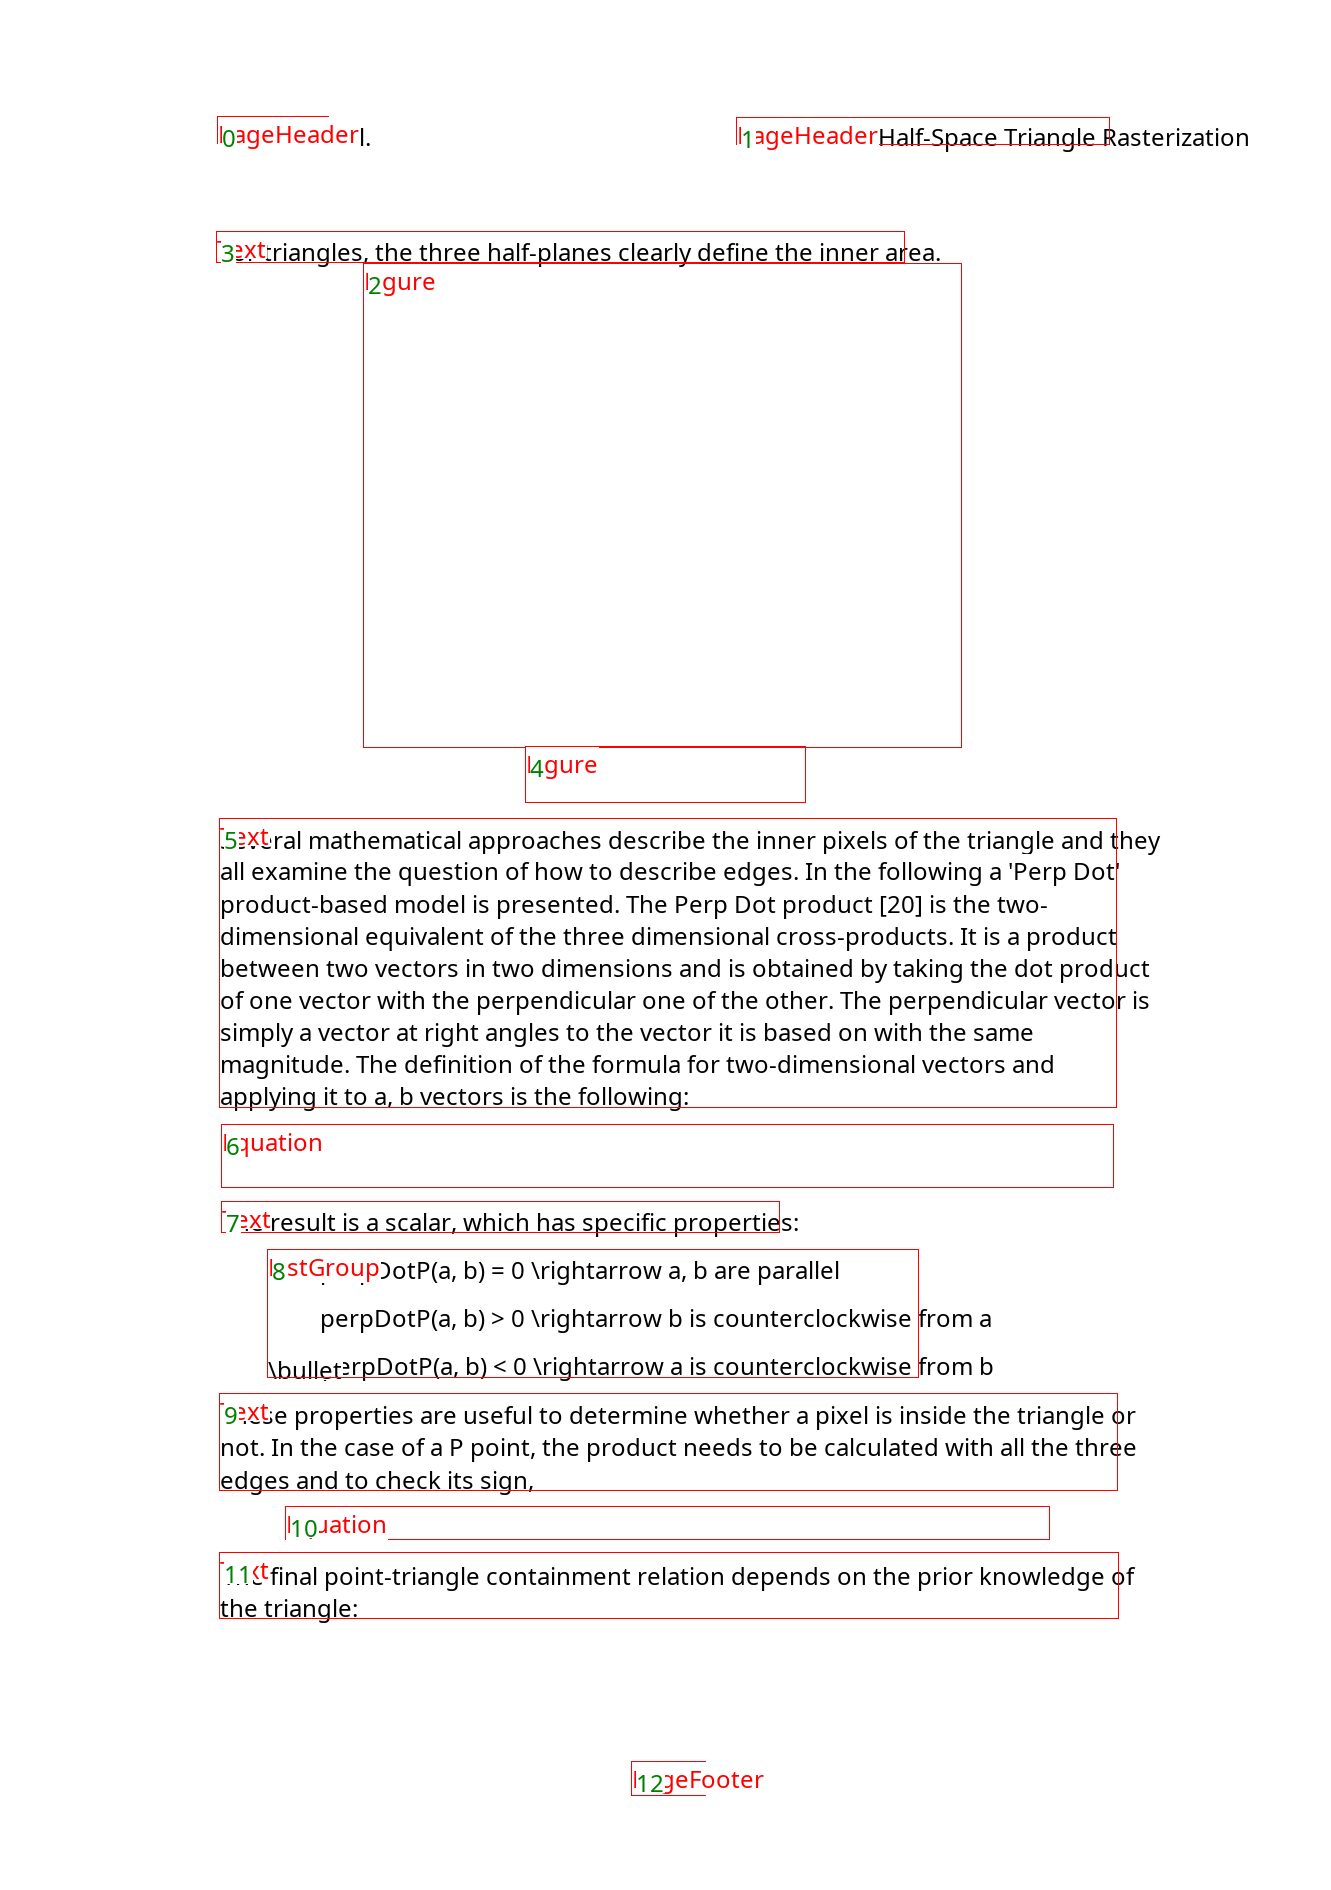 0 ageHeader l.
1 ageHeader Half-Space Triangle Rasterization
3 ext triangles, the three half-planes clearly define the inner area.
2 gure
4 gure
5 ext ral mathematical approaches describe the inner pixels of the triangle and they
all examine the question of how to describe edges. In the following a 'Perp Dot'
product-based model is presented. The Perp Dot product [20] is the two-
dimensional equivalent of the three dimensional cross-products. It is a product
between two vectors in two dimensions and is obtained by taking the dot product
of one vector with the perpendicular one of the other. The perpendicular vector is
simply a vector at right angles to the vector it is based on with the same
magnitude. The definition of the formula for two-dimensional vectors and
applying it to a, b vectors is the following:
6 quation
7 ext result is a scalar, which has specific properties:
8 stGroup DotP(a, b) = 0 \rightarrow a, b are parallel
perpDotP(a, b) > 0 \rightarrow b is counterclockwise from a
\bullet erpDotP(a, b) < 0 \rightarrow a is counterclockwise from b
9 ext se properties are useful to determine whether a pixel is inside the triangle or
not. In the case of a P point, the product needs to be calculated with all the three
edges and to check its sign,
10 uation
11 xt final point-triangle containment relation depends on the prior knowledge of
the triangle:
12 geFooter